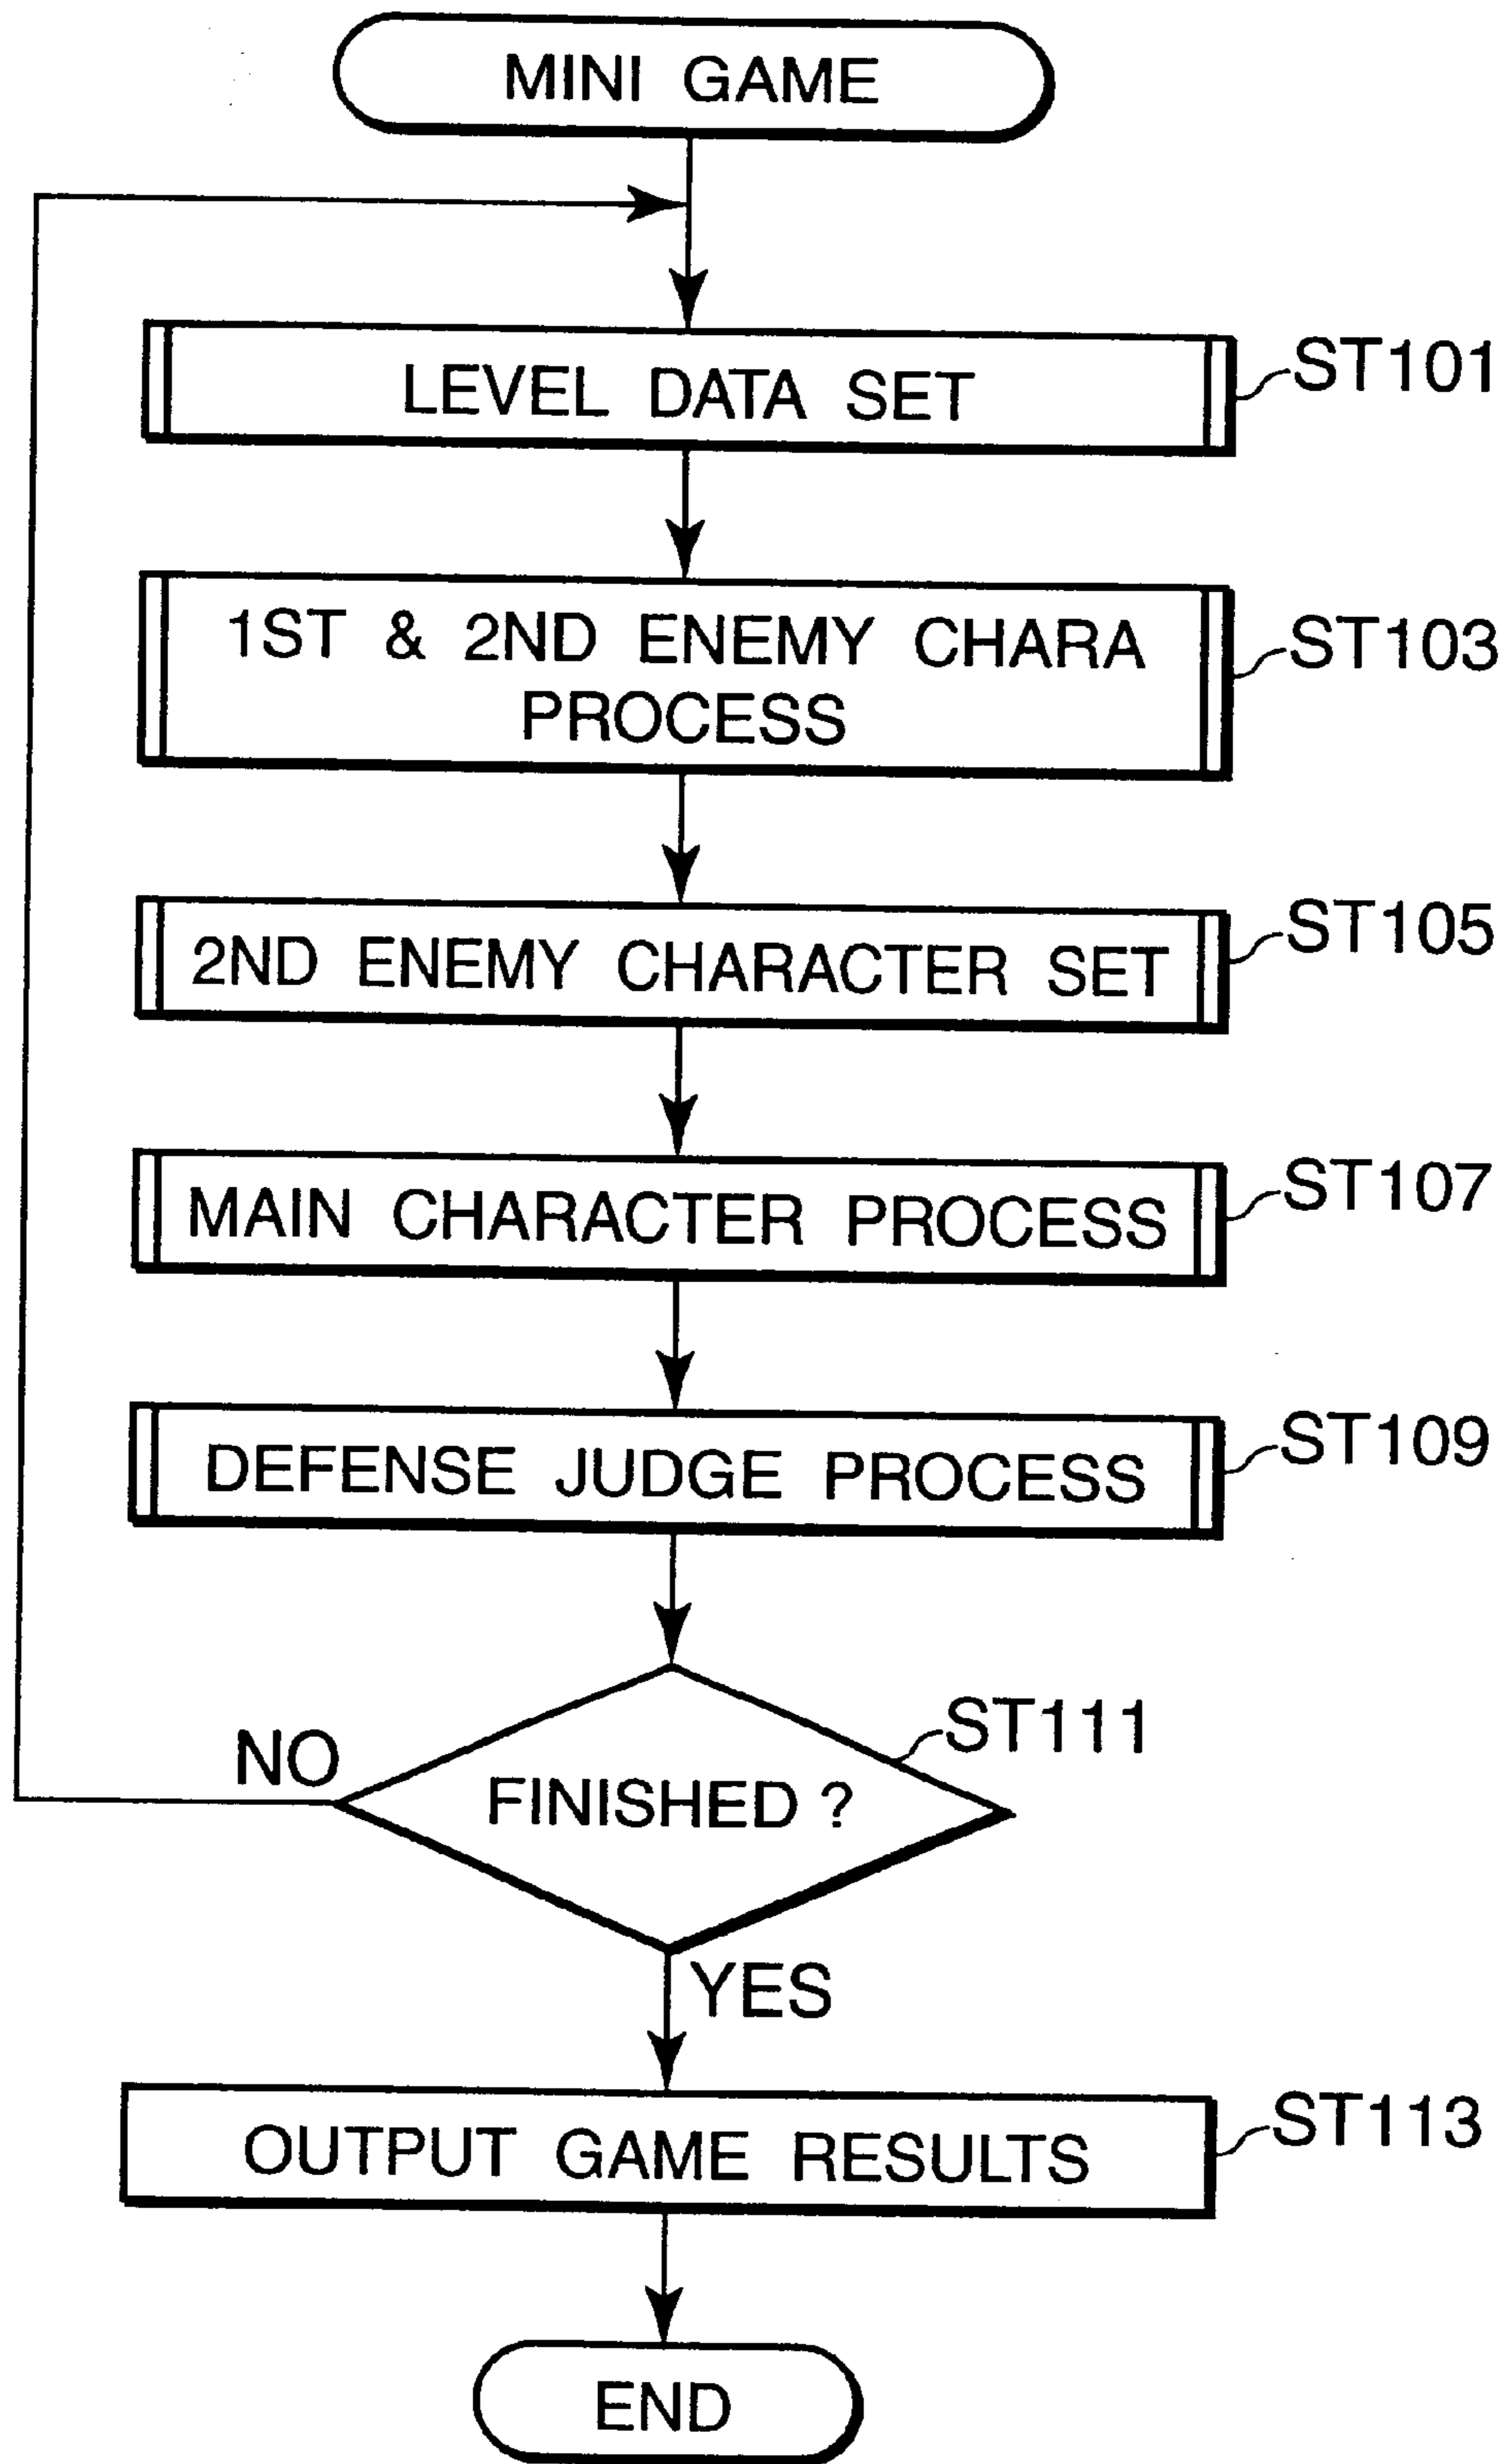 MINI GAME
LEVEL DATA SET
ST101
1ST & 2ND ENEMY CHARA
PROCESS
ST103
2ND ENEMY CHARACTER SET
ST105
MAIN CHARACTER PROCESS
ST107
DEFENSE JUDGE PROCESS
ST109
ST111
NO
FINISHED ?
YES
OUTPUT GAME RESULTS
ST113
END